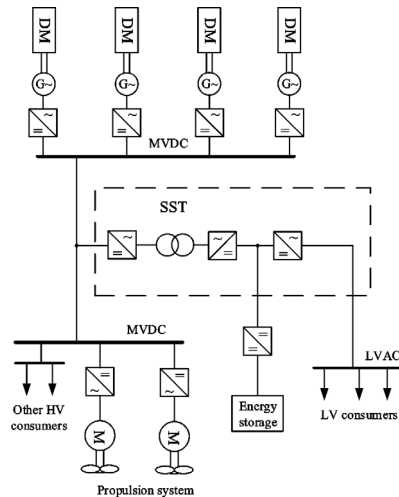 DM DM DM DM
G~ G~ G~ G~
MVDC
SST
MVDC
LVAC
Other HV
consumers
Energy
storage
LV consumers
M M
Propulsion system